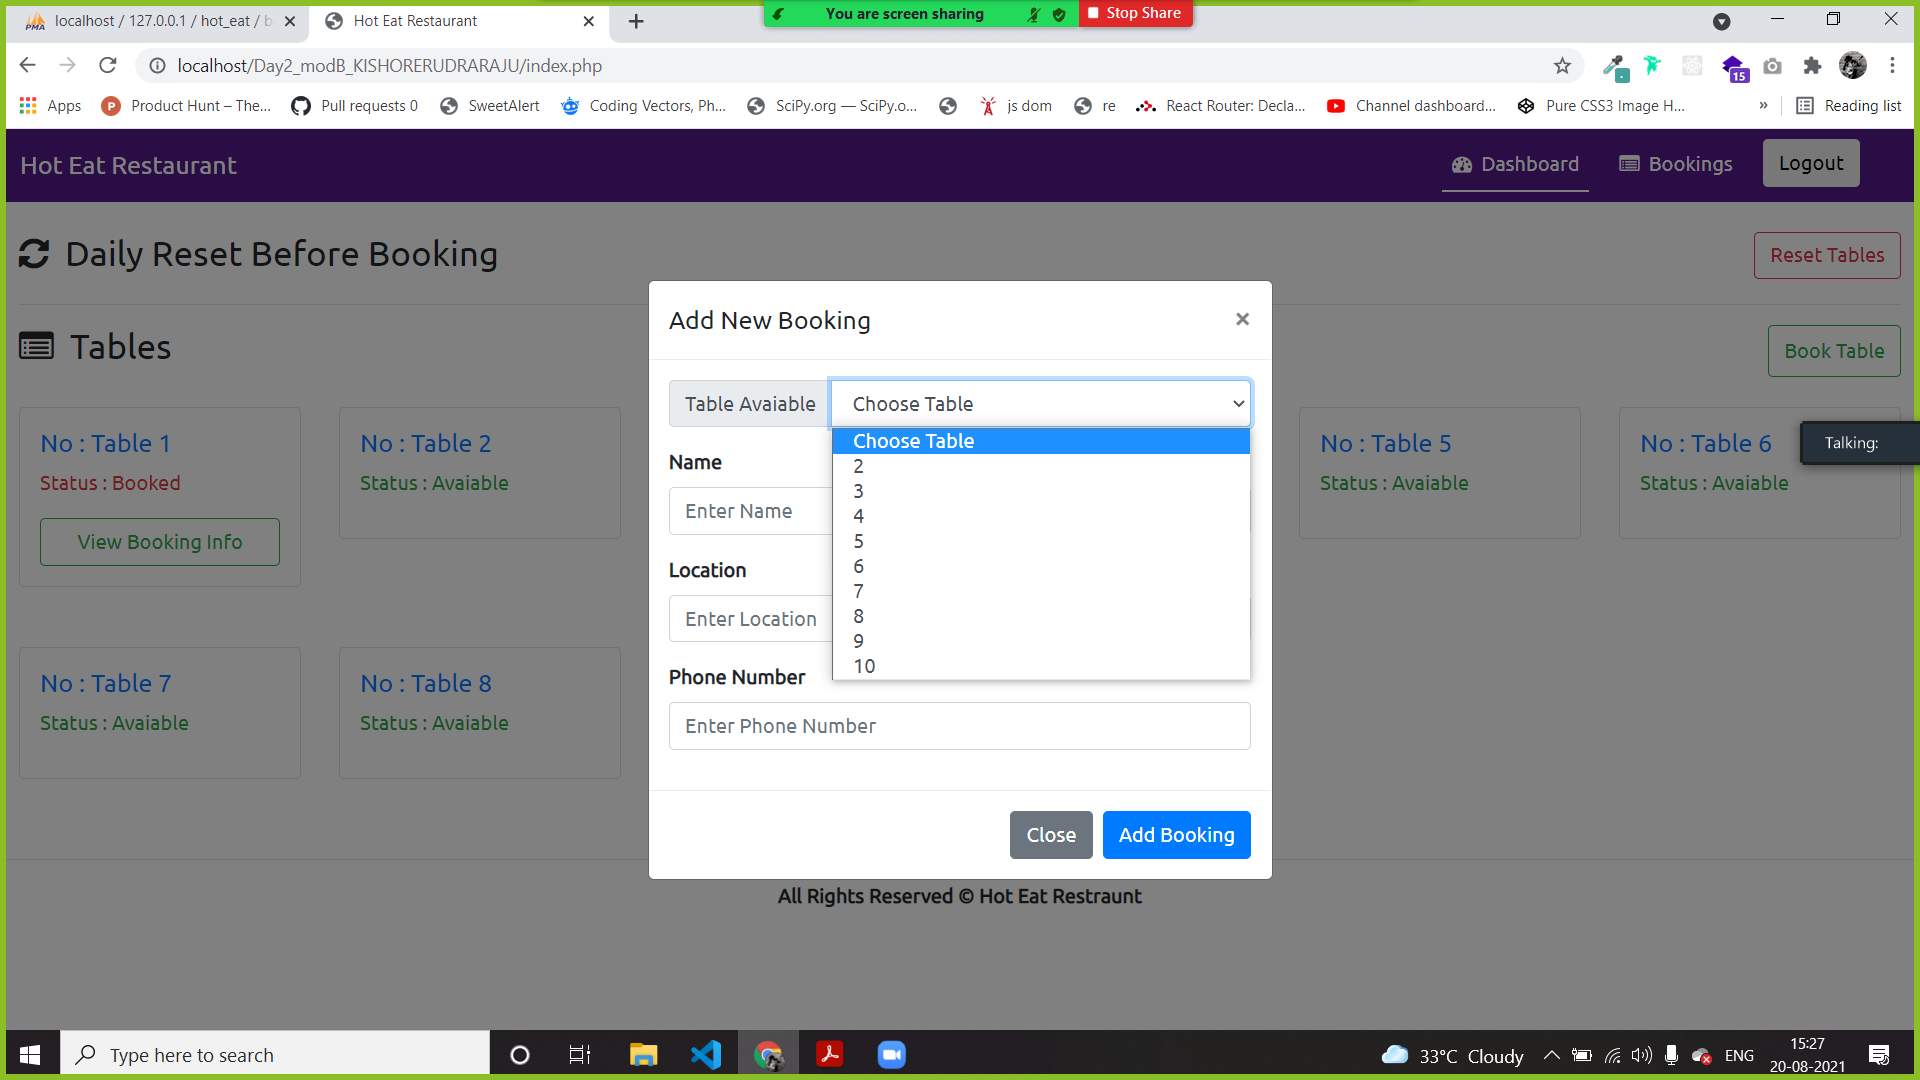 You are screen sharing
Stop Share
localhost / 127.0.0.1 / hot_eat / b
Hot Eat Restaurant
localhost/Day2_modB_KISHORERUDRARAJU/index.php
15
Apps
Product Hunt – The...
Pull requests 0
SweetAlert
Coding Vectors, Ph...
SciPy.org — SciPy.o...
js dom
re
React Router: Decla...
Channel dashboard...
Pure CSS3 Image H...
»
Reading list
Hot Eat Restaurant
Dashboard
Bookings
Logout
Daily Reset Before Booking
Reset Tables
Tables
Book Table
No : Table 1
Status : Booked
View Booking Info
No : Table 2
Status : Avaiable
No : Table 5
Status : Avaiable
No : Table 6
Status : Avaiable
Talking:
No : Table 7
Status : Avaiable
No : Table 8
Status : Avaiable
Add New Booking
×
Table Avaiable
Choose Table
Choose Table
2
3
4
5
6
7
8
9
10
Name
Enter Name
Location
Enter Location
Phone Number
Enter Phone Number
Close
Add Booking
All Rights Reserved © Hot Eat Restraunt
Type here to search
33°C Cloudy
ENG
15:27
20-08-2021